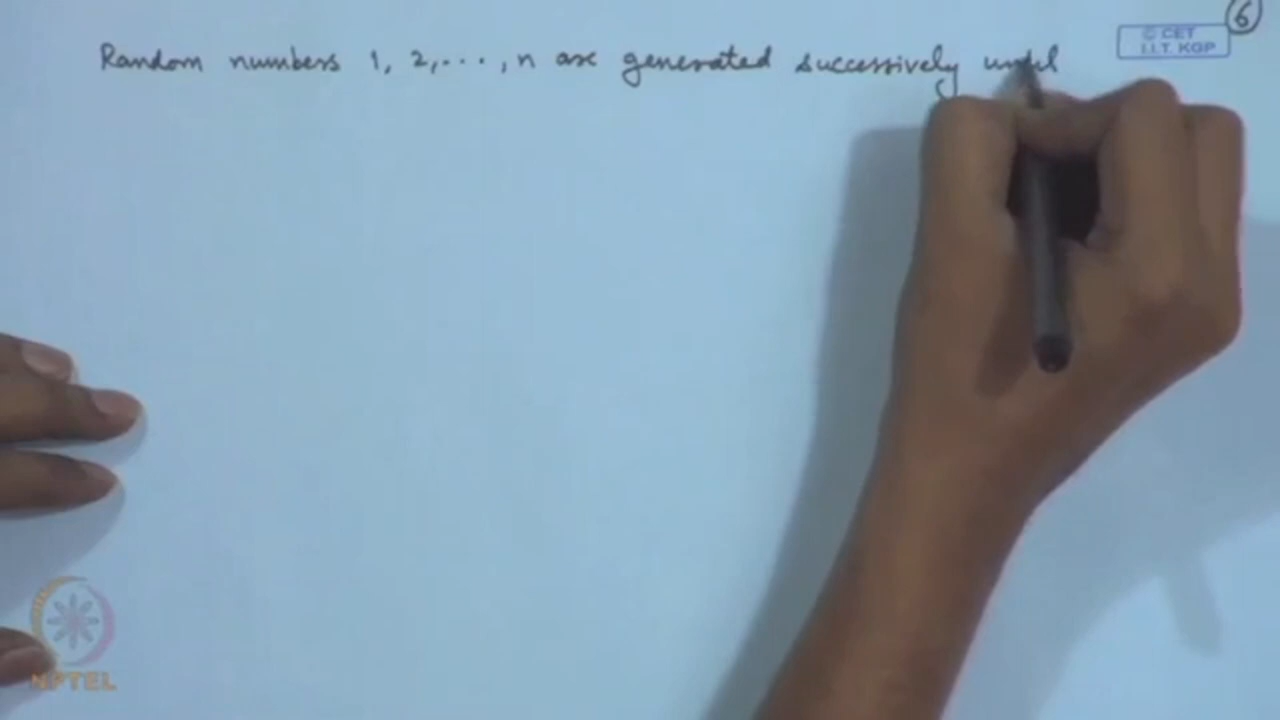 6
© CET
I.I.T. KGP
Random numbers 1, 2, ..., n are generated successively until
NPTEL